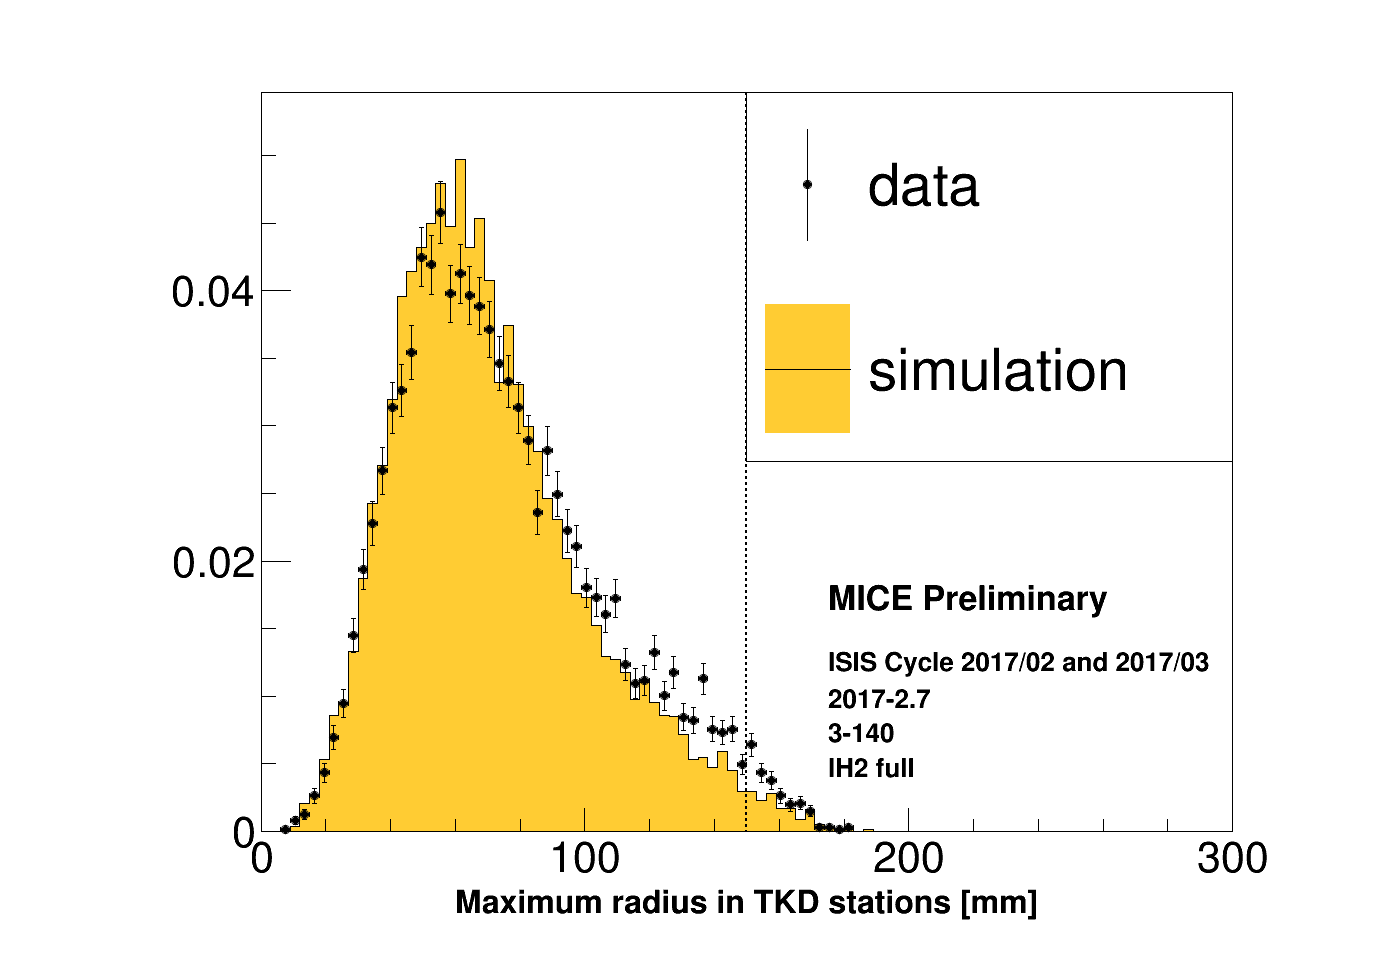 data
simulation
0.04
0.02
0
MICE Preliminary
ISIS Cycle 2017/02 and 2017/03
2017-2.7
3-140
IH2 full
0 100 200 300
Maximum radius in TKD stations [mm]